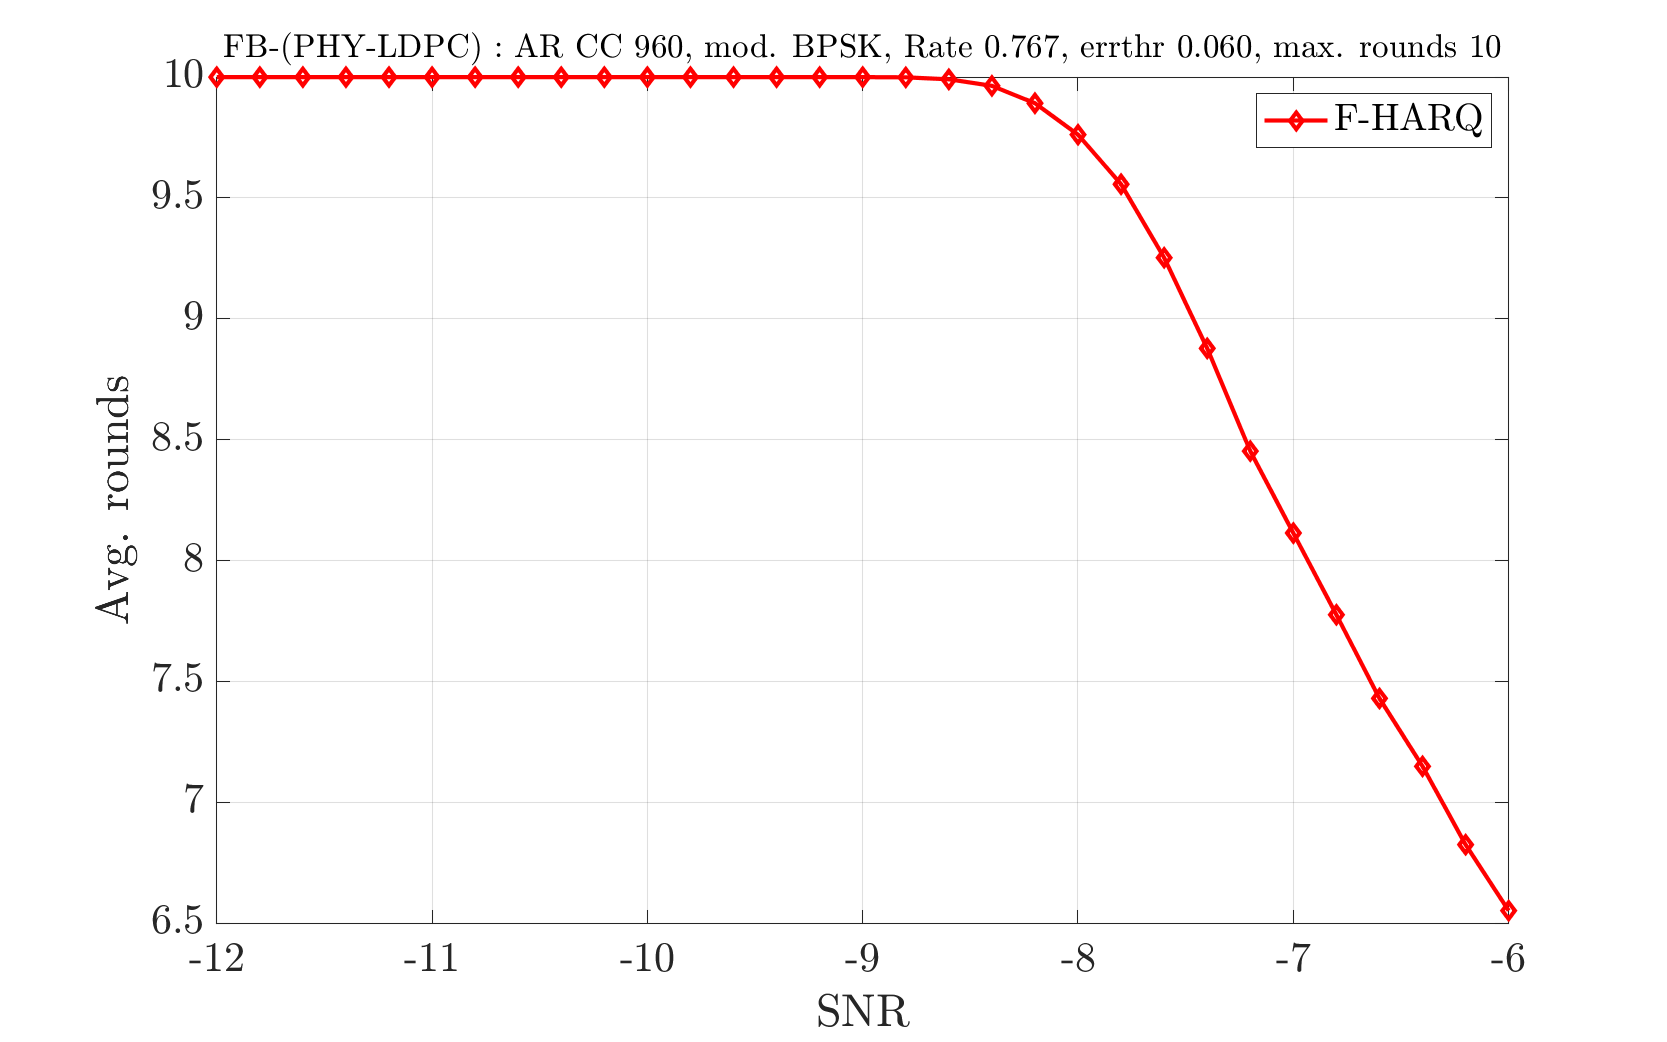 FB-(PHY-LDPC) : AR CC 960, mod. BPSK, Rate 0.767, errthr 0.060, max. rounds 10
F-HARQ
10
9.5
9
8.5
8
7.5
7
6.5
Avg. rounds
-12 -11 -10 -9 -8 -7 -6
SNR